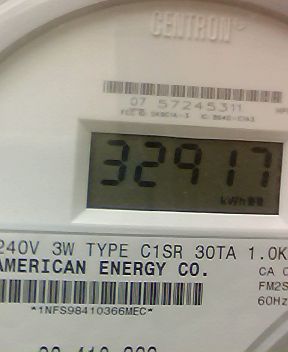 CENTRON
07 57245311
32917
kWh
240V 3W TYPE C1SR 30TA 1.0K
AMERICAN ENERGY CO.
CA
FM2S
60Hz
*1NFS98410366MEC*